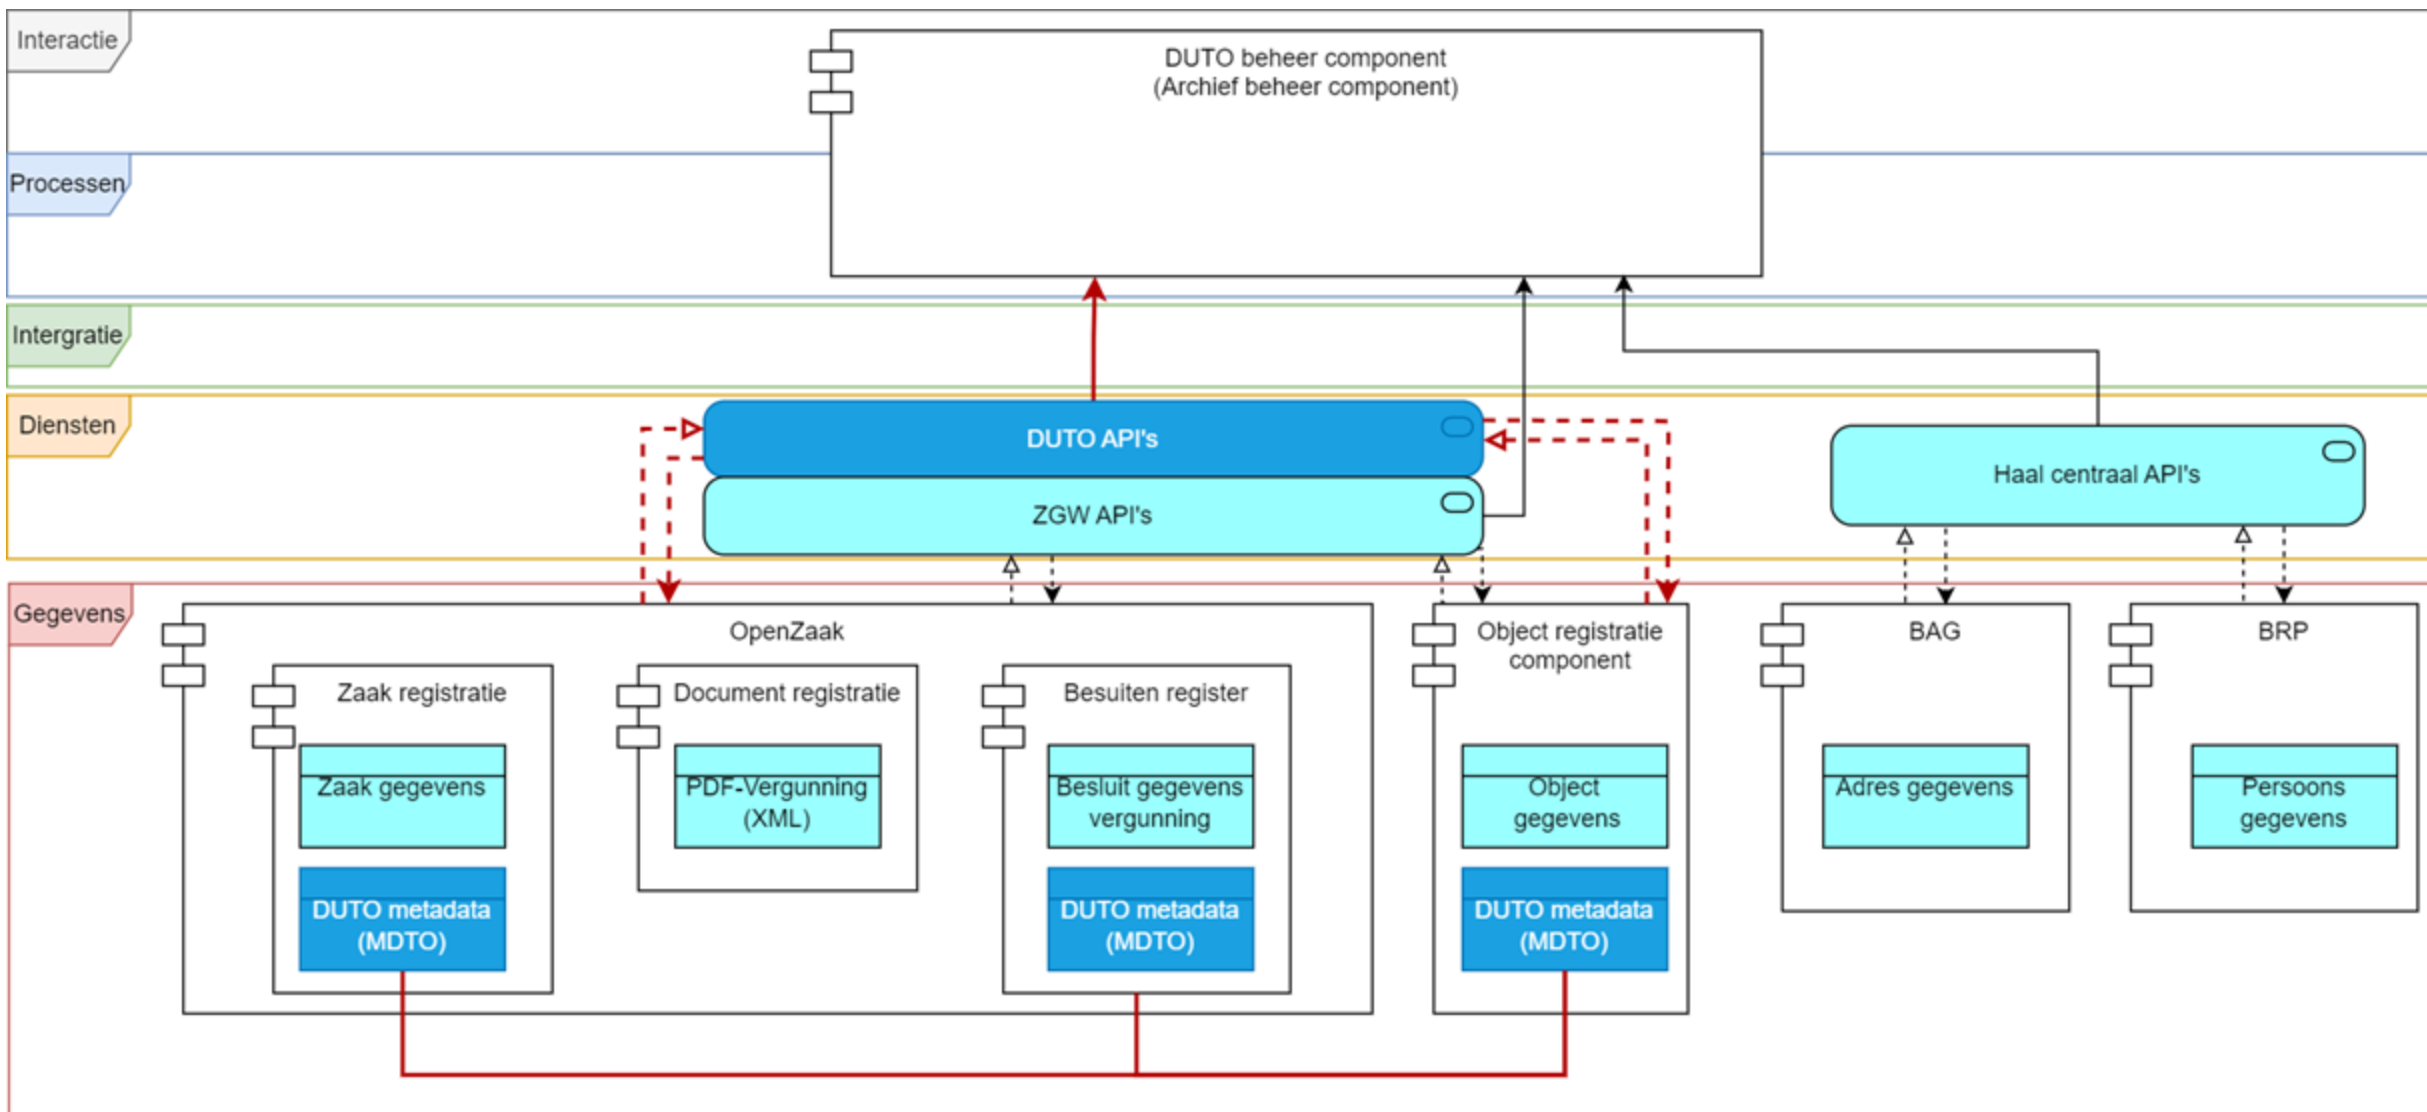 Interactie
DUTO beheer component
(Archief beheer component)
Processen
Intergratie
Diensten
DUTO API's
ZGW API's
Haal centraal API's
Gegevens
OpenZaak
Zaak registratie
Zaak gegevens
DUTO metadata
(MDTO)
Document registratie
PDF-Vergunning
(XML)
Besuiten register
Besluit gegevens
vergunning
DUTO metadata
(MDTO)
Object registratie
component
Object
gegevens
DUTO metadata
(MDTO)
BAG
Adres gegevens
BRP
Persoons
gegevens